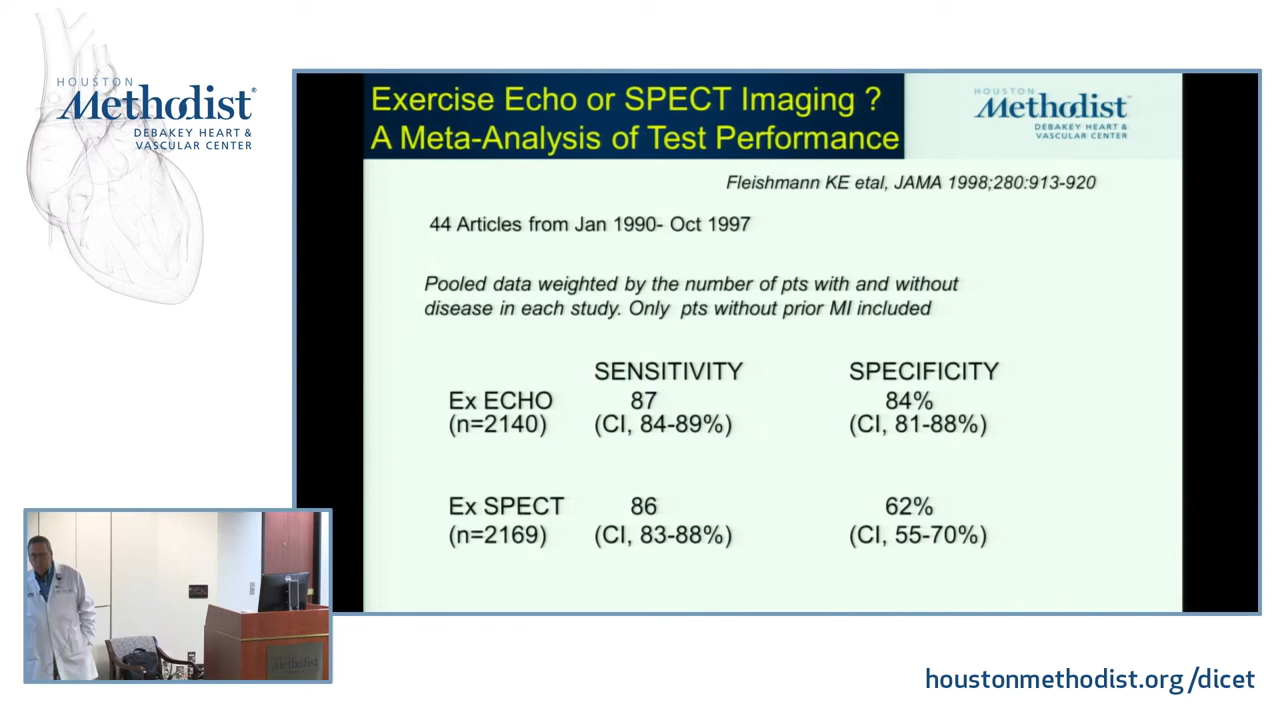 HOUSTON
Methodist®
DEBAKEY HEART &
VASCULAR CENTER
Exercise Echo or SPECT Imaging ?
A Meta-Analysis of Test Performance
HOUSTON
Methodist
DEBAKEY HEART &
VASCULAR CENTER
Fleishmann KE etal, JAMA 1998;280:913-920
44 Articles from Jan 1990- Oct 1997
Pooled data weighted by the number of pts with and without
disease in each study. Only pts without prior MI included
SENSITIVITY SPECIFICITY
Ex ECHO 87 84%
(n=2140) (CI, 84-89%) (CI, 81-88%)
Ex SPECT 86 62%
(n=2169) (CI, 83-88%) (CI, 55-70%)
Methodist
houstonmethodist.org/dicet